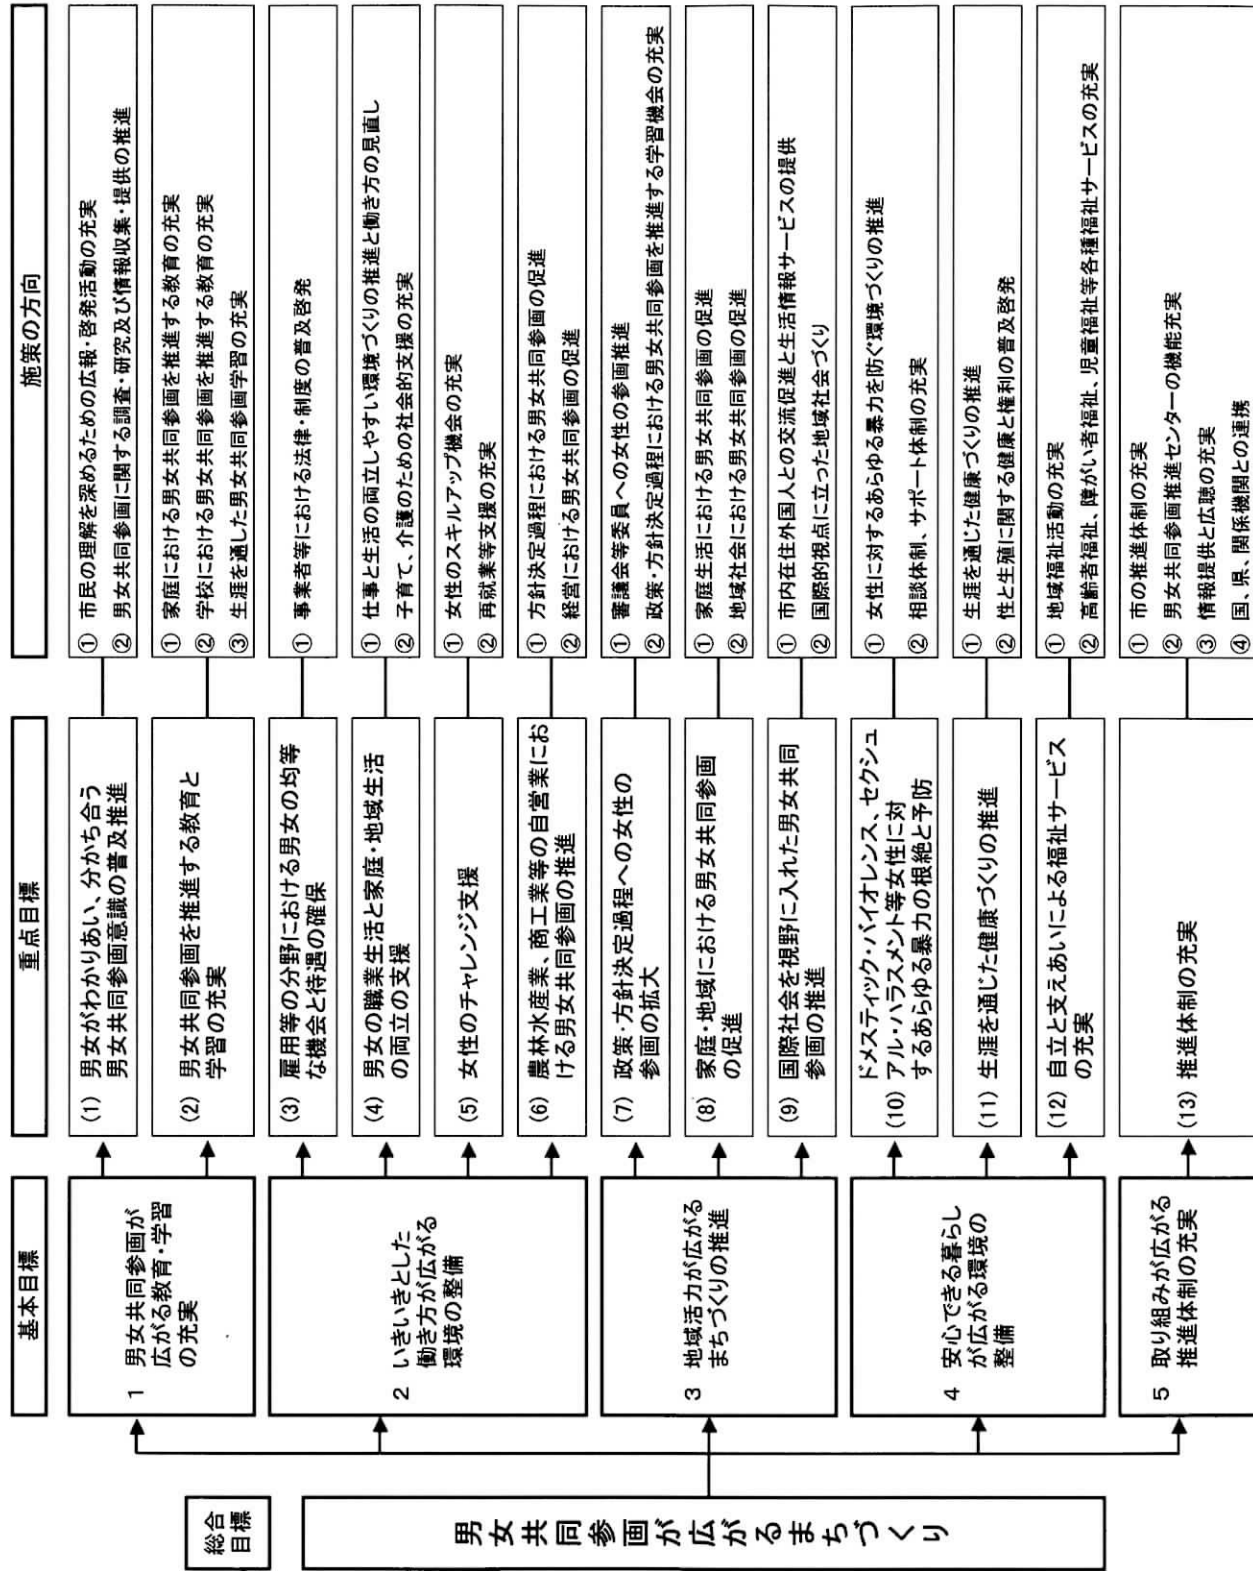 総合
目標
基本目標
重点目標
施策の方向
男女共同参画が広がるまちづくり
1 男女共同参画が
広がる教育・学習
の充実
(1) 男女がわかりあい、分かち合う
男女共同参画意識の普及推進
① 市民の理解を深めるための広報・啓発活動の充実
② 男女共同参画に関する調査・研究及び情報収集・提供の推進
(2) 男女共同参画を推進する教育と
学習の充実
① 家庭における男女共同参画を推進する教育の充実
② 学校における男女共同参画を推進する教育の充実
③ 生涯を通した男女共同参画学習の充実
2 いきいきとした
働き方が広がる
環境の整備
(3) 雇用等の分野における男女の均等
な機会と待遇の確保
① 事業者等における法律・制度の普及啓発
(4) 男女の職業生活と家庭・地域生活
の両立の支援
① 仕事と生活の両立しやすい環境づくりの推進と働き方の見直し
② 子育て、介護のための社会的支援の充実
(5) 女性のチャレンジ支援
① 女性のスキルアップ機会の充実
② 再就業等支援の充実
(6) 農林水産業、商工業等の自営業にお
ける男女共同参画の推進
① 方針決定過程における男女共同参画の促進
② 経営における男女共同参画の促進
3 地域活力が広がる
まちづくりの推進
(7) 政策・方針決定過程への女性の
参画の拡大
① 審議会等委員への女性の参画推進
② 政策・方針決定過程における男女共同参画を推進する学習機会の充実
(8) 家庭・地域における男女共同参画
の促進
① 家庭生活における男女共同参画の促進
② 地域社会における男女共同参画の促進
(9) 国際社会を視野に入れた男女共同
参画の推進
① 市内在住外国人との交流促進と生活情報サービスの提供
② 国際的視点に立った地域社会づくり
4 安心できる暮らし
が広がる環境の
整備
ドメスティック・バイオレンス、セクシュ
(10) アル・ハラスメント等女性に対
するあらゆる暴力の根絶と予防
① 女性に対するあらゆる暴力を防ぐ環境づくりの推進
② 相談体制、サポート体制の充実
(11) 生涯を通じた健康づくりの推進
① 生涯を通じた健康づくりの推進
② 性と生殖に関する健康と権利の普及啓発
(12) 自立と支えあいによる福祉サービス
の充実
① 地域福祉活動の充実
② 高齢者福祉、障がい者福祉、児童福祉等各種福祉サービスの充実
5 取り組みが広がる
推進体制の充実
(13) 推進体制の充実
① 市の推進体制の充実
② 男女共同参画推進センターの機能充実
③ 情報提供と広聴の充実
④ 国、県、関係機関との連携